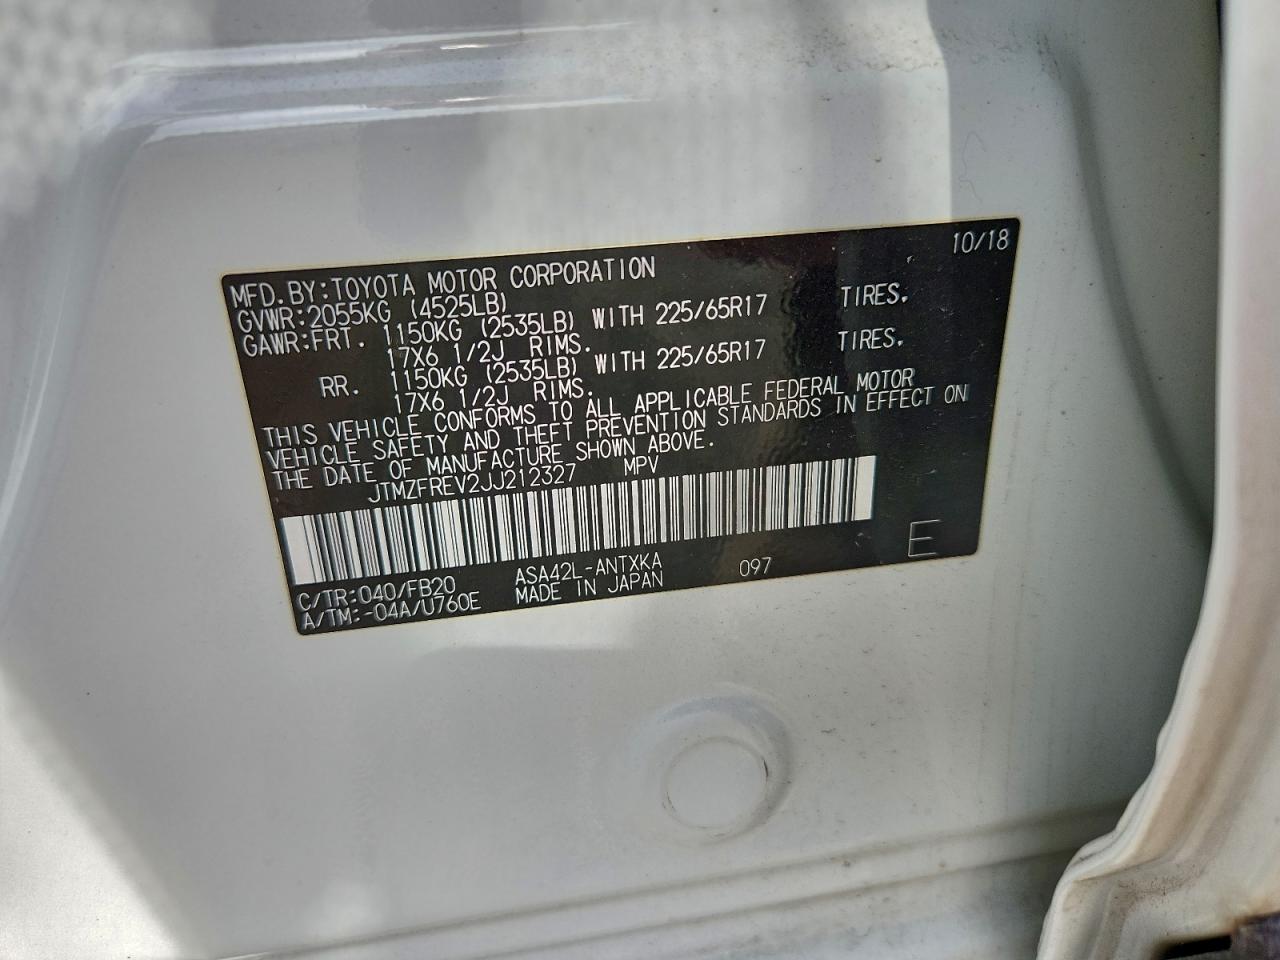 10/18
MFD.BY:TOYOTA MOTOR CORPORATION
GVWR:2055KG (4525LB)
GAWR:FRT. 1150KG (2535LB) WITH 225/65R17 TIRES.
17X6 1/2J RIMS.
RR. 1150KG (2535LB) WITH 225/65R17 TIRES.
17X6 1/2J RIMS.
THIS VEHICLE CONFORMS TO ALL APPLICABLE FEDERAL MOTOR
VEHICLE SAFETY AND THEFT PREVENTION STANDARDS IN EFFECT ON
THE DATE OF MANUFACTURE SHOWN ABOVE.
JTMZFREV2JJ212327 MPV
C/TR:040/FB20 ASA42L-ANTXKA 097 E
A/TM:-04A/U760E MADE IN JAPAN